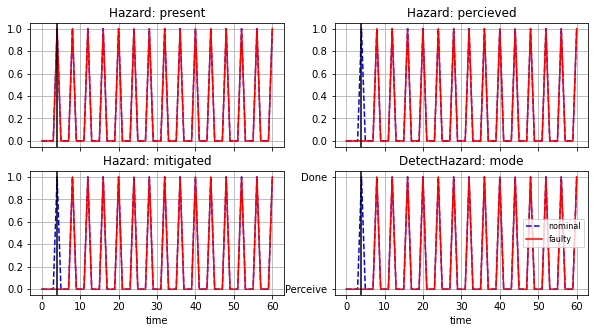 Hazard: present
1.0
0.8
0.6
0.4
0.2
0.0
Hazard: percieved
1.0
0.8
0.6
0.4
0.2
0.0
Hazard: mitigated
1.0
0.8
0.6
0.4
0.2
0.0
0 10 20 30 40 50 60
time
DetectHazard: mode
Done
Perceive
nominal
faulty
0 10 20 30 40 50 60
time